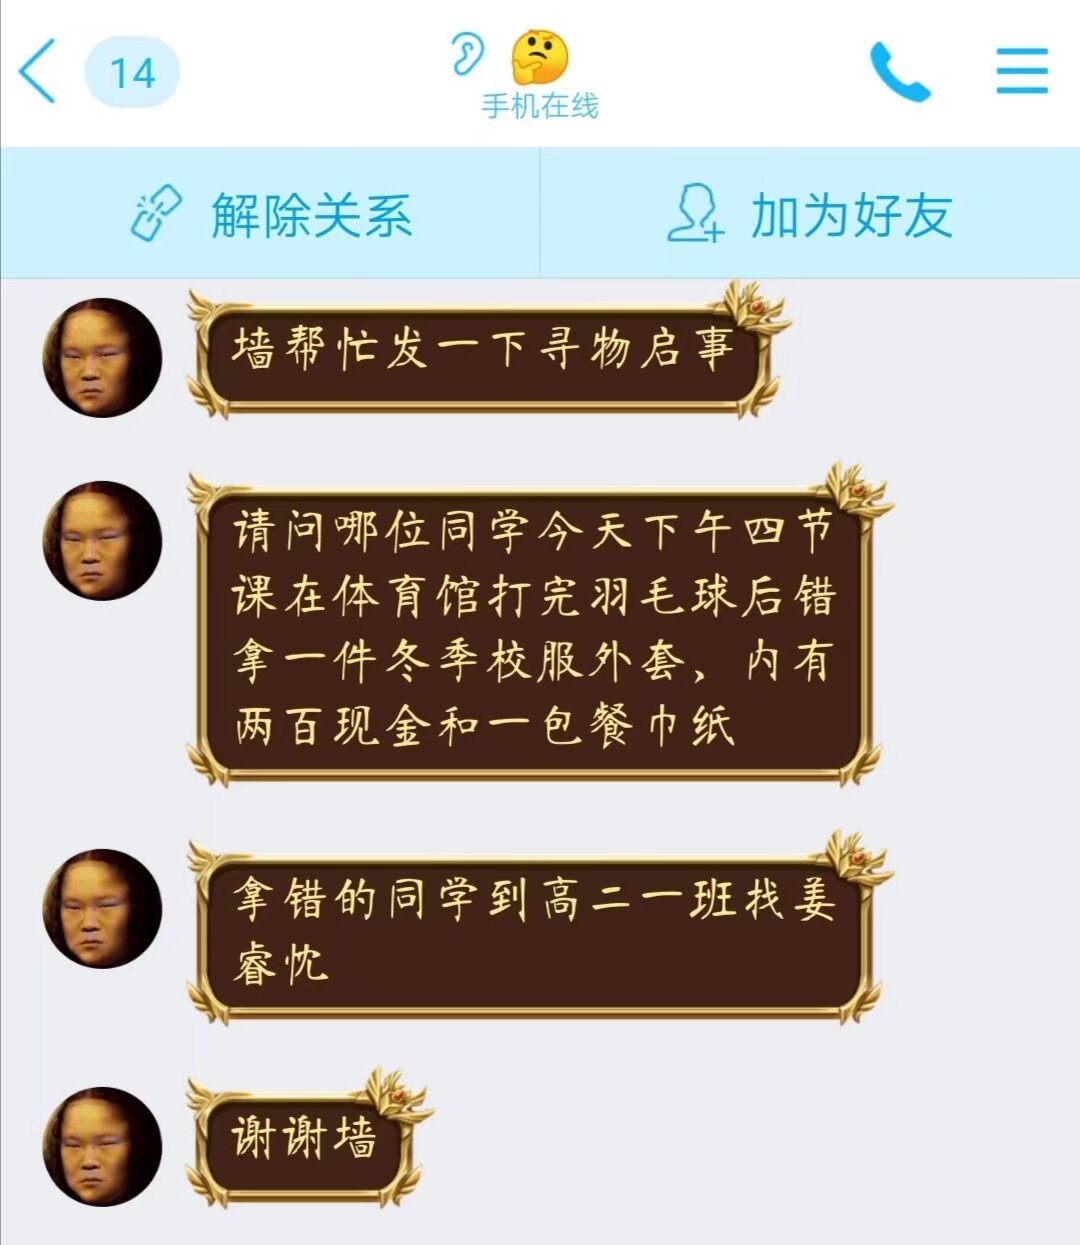 14
手机在线
解除关系
加为好友
墙帮忙发一下寻物启事
请问哪位同学今天下午四节
课在体育馆打完羽毛球后错
拿一件冬季校服外套、内有
两百现金和一包餐巾纸
拿错的同学到高二一班找姜
睿忱
谢谢墙